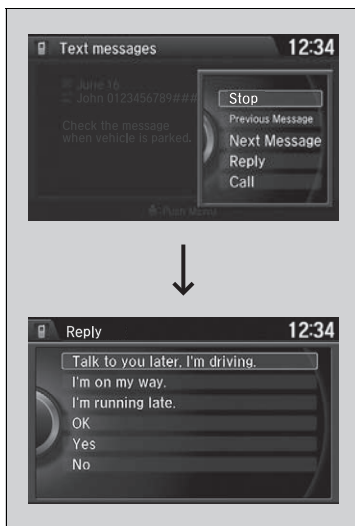 Text messages 12:34
June 16
John 0123456789###
Check the message
when vehicle is parked.
Stop
Previous Message
Next Message
Reply
Call
Push Menu
Reply 12:34
Talk to you later, I'm driving.
I'm on my way.
I'm running late.
OK
Yes
No